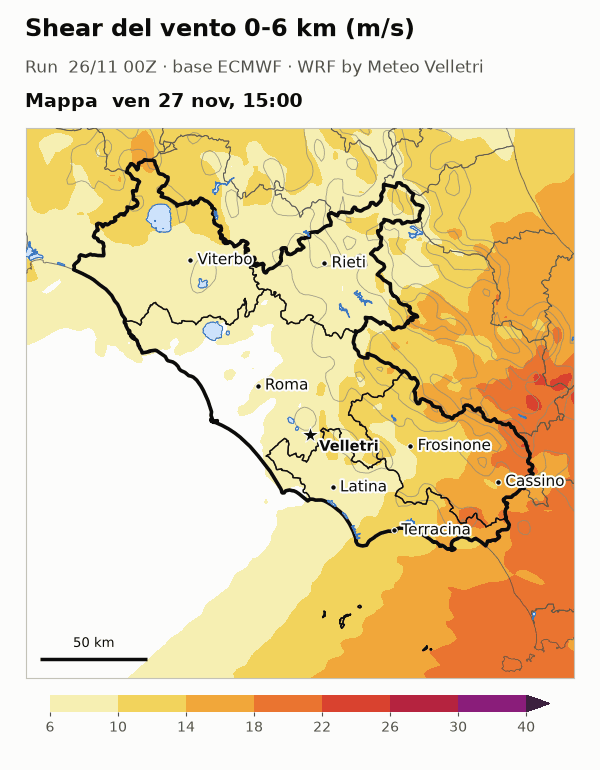 Shear del vento 0-6 km (m/s)
Run  26/11 00Z · base ECMWF · WRF by Meteo Velletri
Mappa  ven 27 nov, 15:00
Viterbo
Rieti
Roma
Velletri
Frosinone
Cassino
Latina
Terracina
50 km
6 10 14 18 22 26 30 40